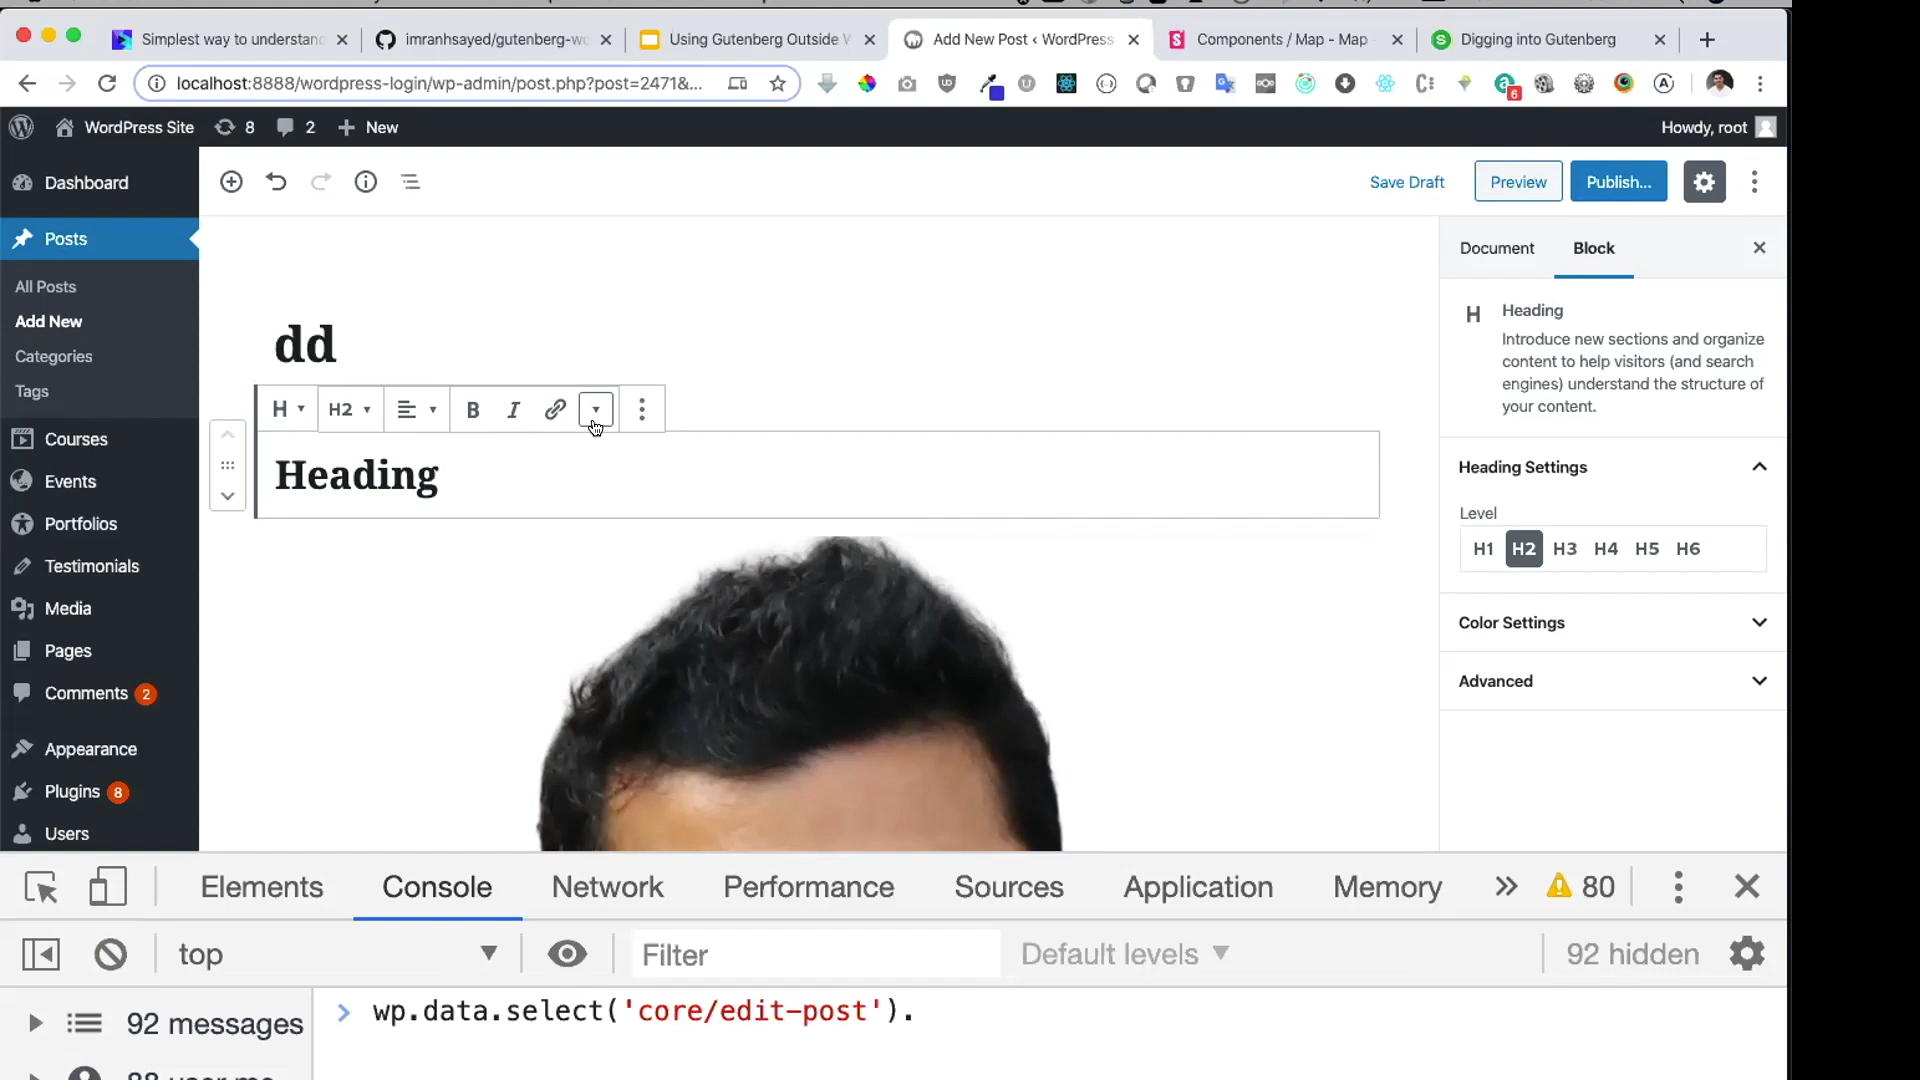 Simplest way to understand
imranhsayed/gutenberg-wo
Using Gutenberg Outside W
Add New Post ‹ WordPress
Components / Map - Map
Digging into Gutenberg
localhost:8888/wordpress-login/wp-admin/post.php?post=2471&...
6
WordPress Site
8
2
New
Howdy, root
Dashboard
Posts
All Posts
Add New
Categories
Tags
Courses
Events
Portfolios
Testimonials
Media
Pages
Comments 2
Appearance
Plugins 8
Users
Save Draft
Preview
Publish...
dd
H
H2
B
I
Heading
Document
Block
H
Heading
Introduce new sections and organize
content to help visitors (and search
engines) understand the structure of
your content.
Heading Settings
Level
H1 H2 H3 H4 H5 H6
Color Settings
Advanced
Elements
Console
Network
Performance
Sources
Application
Memory
80
top
Filter
Default levels
92 hidden
92 messages
wp.data.select('core/edit-post').